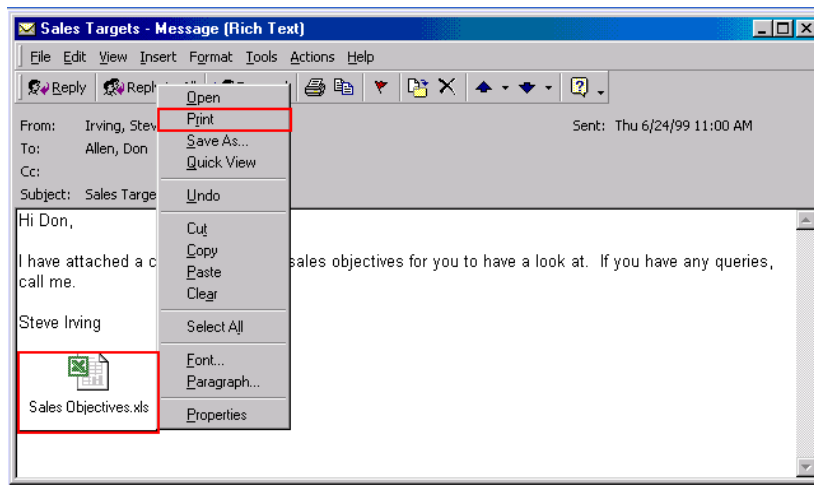 Sales Targets - Message (Rich Text)
File Edit View Insert Format Tools Actions Help
Reply
From: Irving, Sent: Thu 6/24/99 11:00 AM
To: Allen, Don
Cc:
Subject: Sales
Open
Print
Save As...
Quick View
Undo
Cut
Copy
Paste
Clear
Select All
Font...
Paragraph...
Properties
Hi Don,
I have attached a sales objectives for you to have a look at. If you have any queries,
call me.
Steve Irving
Sales Objectives.xls